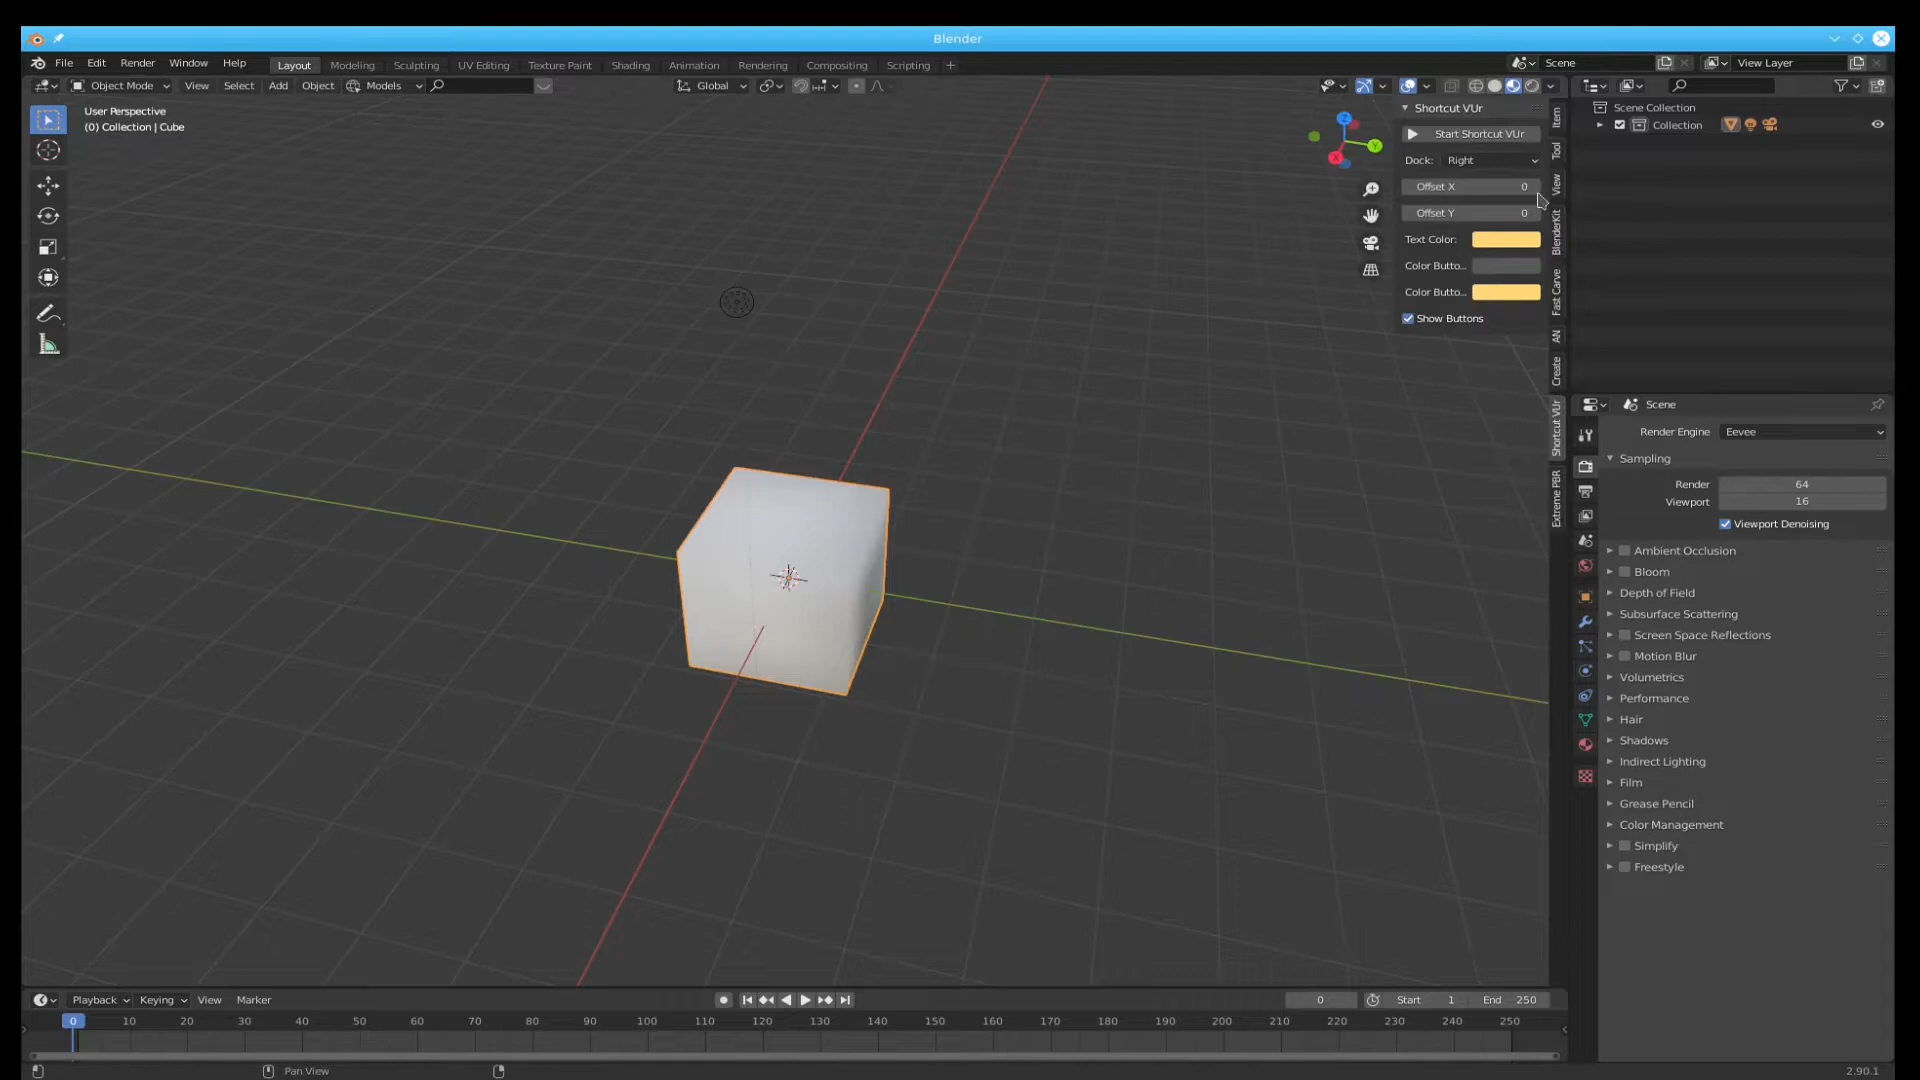 Blender
File Edit Render Window Help Layout Modeling Sculpting UV Editing Texture Paint Shading Animation Rendering Compositing Scripting + Scene View Layer
Object Mode View Select Add Object Models Global
User Perspective
(0) Collection | Cube
Z
Y
X
Shortcut VUr
Start Shortcut VUr
Dock: Right
Offset X 0
Offset Y 0
Text Color:
Color Butto...
Color Butto...
Show Buttons
Item
Tool
View
BlenderKit
Fast Carve
AN
Create
Shortcut VUr
Extreme PBR
Scene Collection
Collection
Scene
Render Engine Eevee
Sampling
Render 64
Viewport 16
Viewport Denoising
Ambient Occlusion
Bloom
Depth of Field
Subsurface Scattering
Screen Space Reflections
Motion Blur
Volumetrics
Performance
Hair
Shadows
Indirect Lighting
Film
Grease Pencil
Color Management
Simplify
Freestyle
Playback Keying View Marker 0 Start 1 End 250
0 10 20 30 40 50 60 70 80 90 100 110 120 130 140 150 160 170 180 190 200 210 220 230 240 250
Pan View 2.90.1